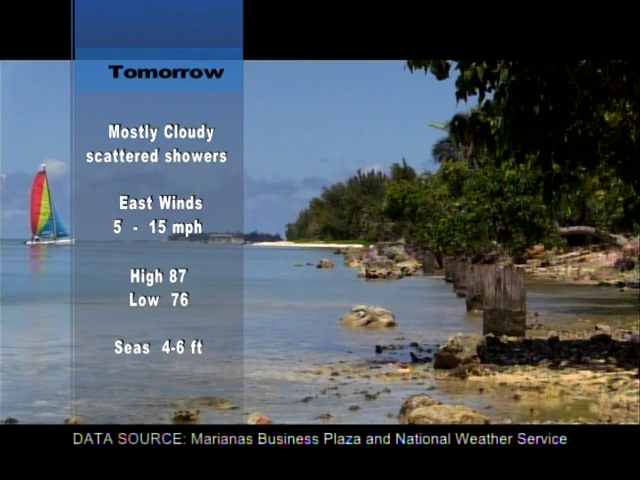 Tomorrow
Mostly Cloudy
scattered showers
East Winds
5 - 15 mph
High 87
Low 76
Seas 4-6 ft
DATA SOURCE: Marianas Business Plaza and National Weather Service